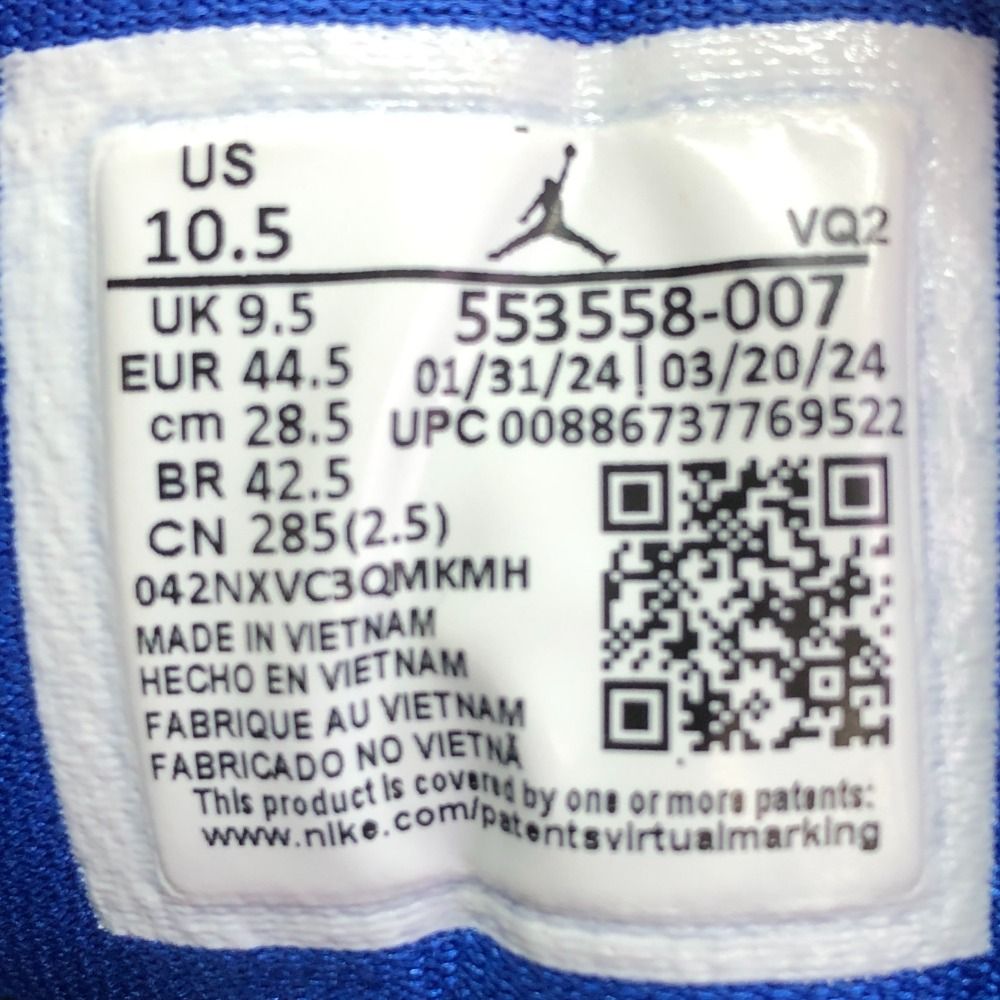 US
10.5
VQ2
UK 9.5
553558-007
EUR 44.5
01/31/24 | 03/20/24
cm 28.5
UPC 00886737769522
BR 42.5
CN 285(2.5)
042NXVC3QMKMH
MADE IN VIETNAM
HECHO EN VIETNAM
FABRIQUE AU VIETNAM
FABRICADO NO VIETNÃ
This product is covered by one or more patents:
www.nike.com/patentsvirtualmarking